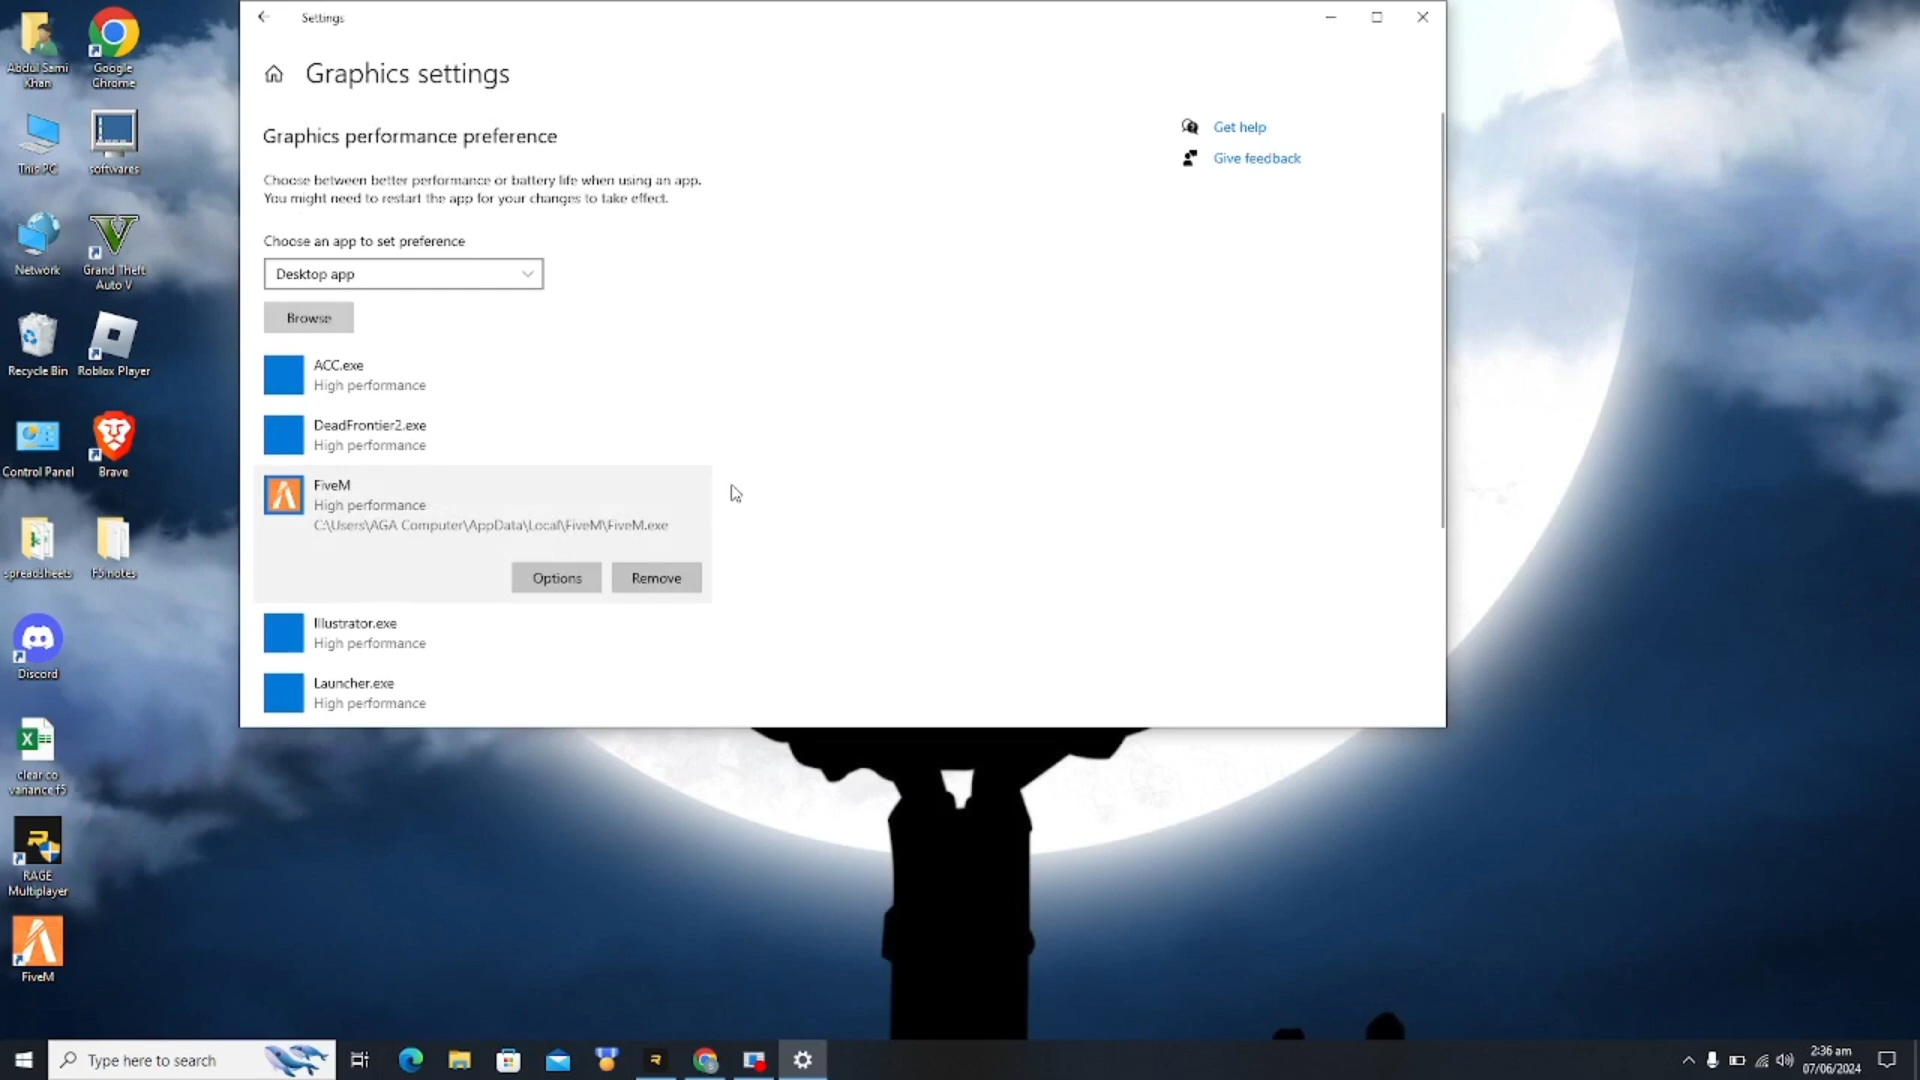 Settings
Graphics settings
Graphics performance preference
Choose between better performance or battery life when using an app.
You might need to restart the app for your changes to take effect.
Choose an app to set preference
Desktop app
Browse
ACC.exe
High performance
DeadFrontier2.exe
High performance
FiveM
High performance
C:\Users\AGA Computer\AppData\Local\FiveM\FiveM.exe
Options
Remove
Illustrator.exe
High performance
Launcher.exe
High performance
Get help
Give feedback
Abdul Sami
Khan
Google
Chrome
This PC
softwares
Network
Grand Theft
Auto V
Recycle Bin
Roblox Player
Control Panel
Brave
spreadsheets
F5 notes
Discord
clear co
variance f5
RAGE
Multiplayer
FiveM
Type here to search
2:36 am
07/06/2024